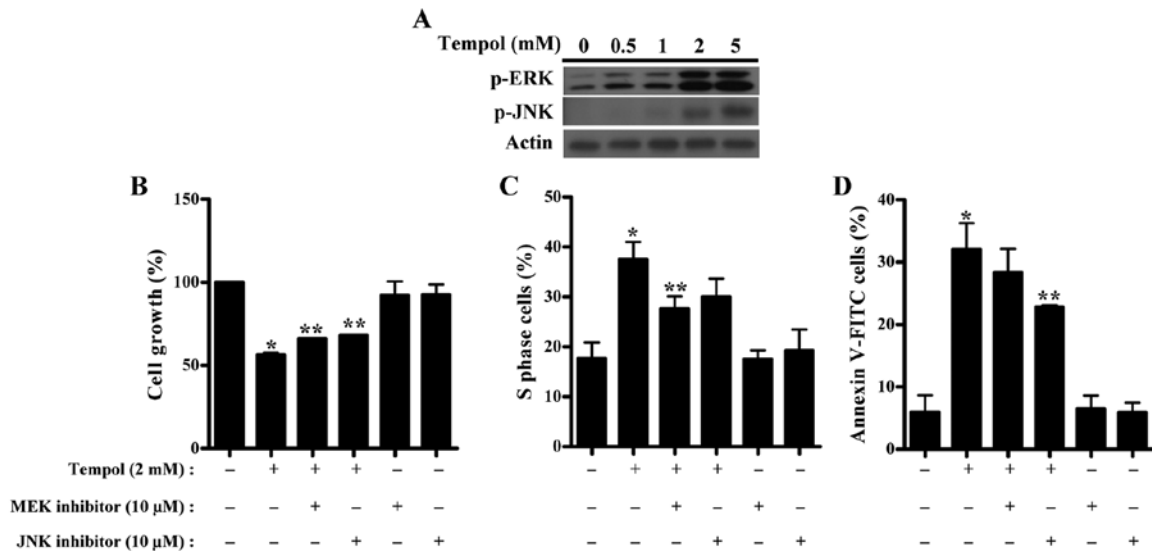 A
Tempol (mM) 0 0.5 1 2 5
p-ERK
p-JNK
Actin
B
Cell growth (%)
150
100
50
0
*
**
**
C
S phase cells (%)
50
40
30
20
10
0
*
**
D
Annexin V-FITC cells (%)
40
30
20
10
0
*
**
Tempol (2 mM) : – + + + – – – + + + – – – + + + – –
MEK inhibitor (10 μM) : – – + – + – – – + – + – – – + – + –
JNK inhibitor (10 μM) : – – – + – + – – – + – + – – – + – +